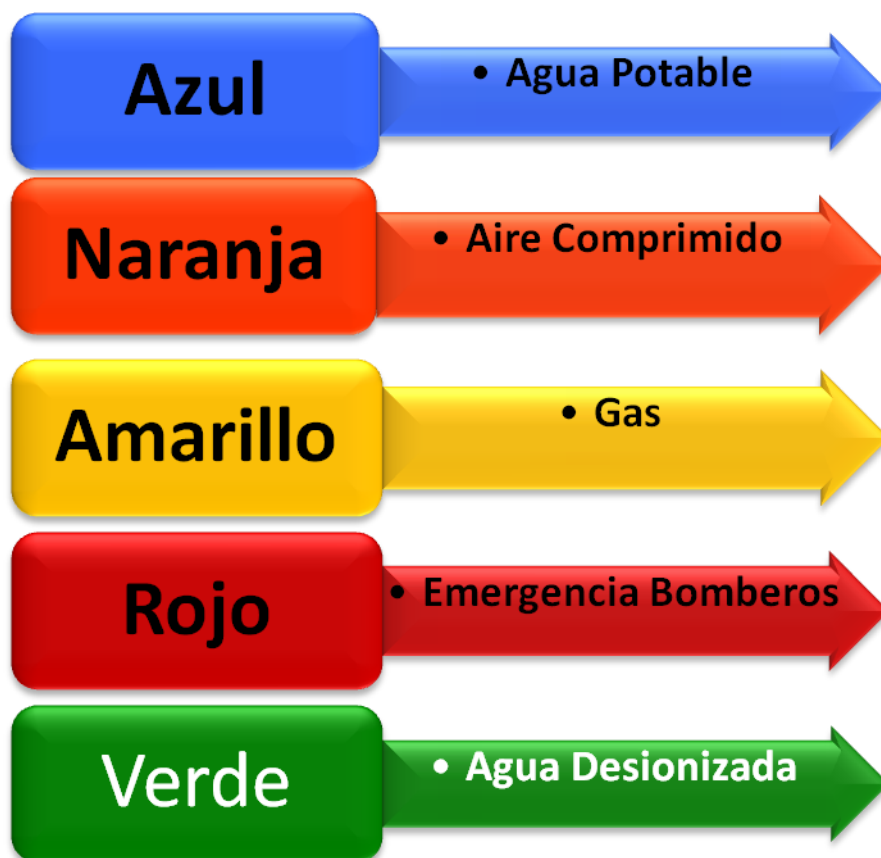 Azul
• Agua Potable
Naranja
• Aire Comprimido
Amarillo
• Gas
Rojo
• Emergencia Bomberos
Verde
• Agua Desionizada